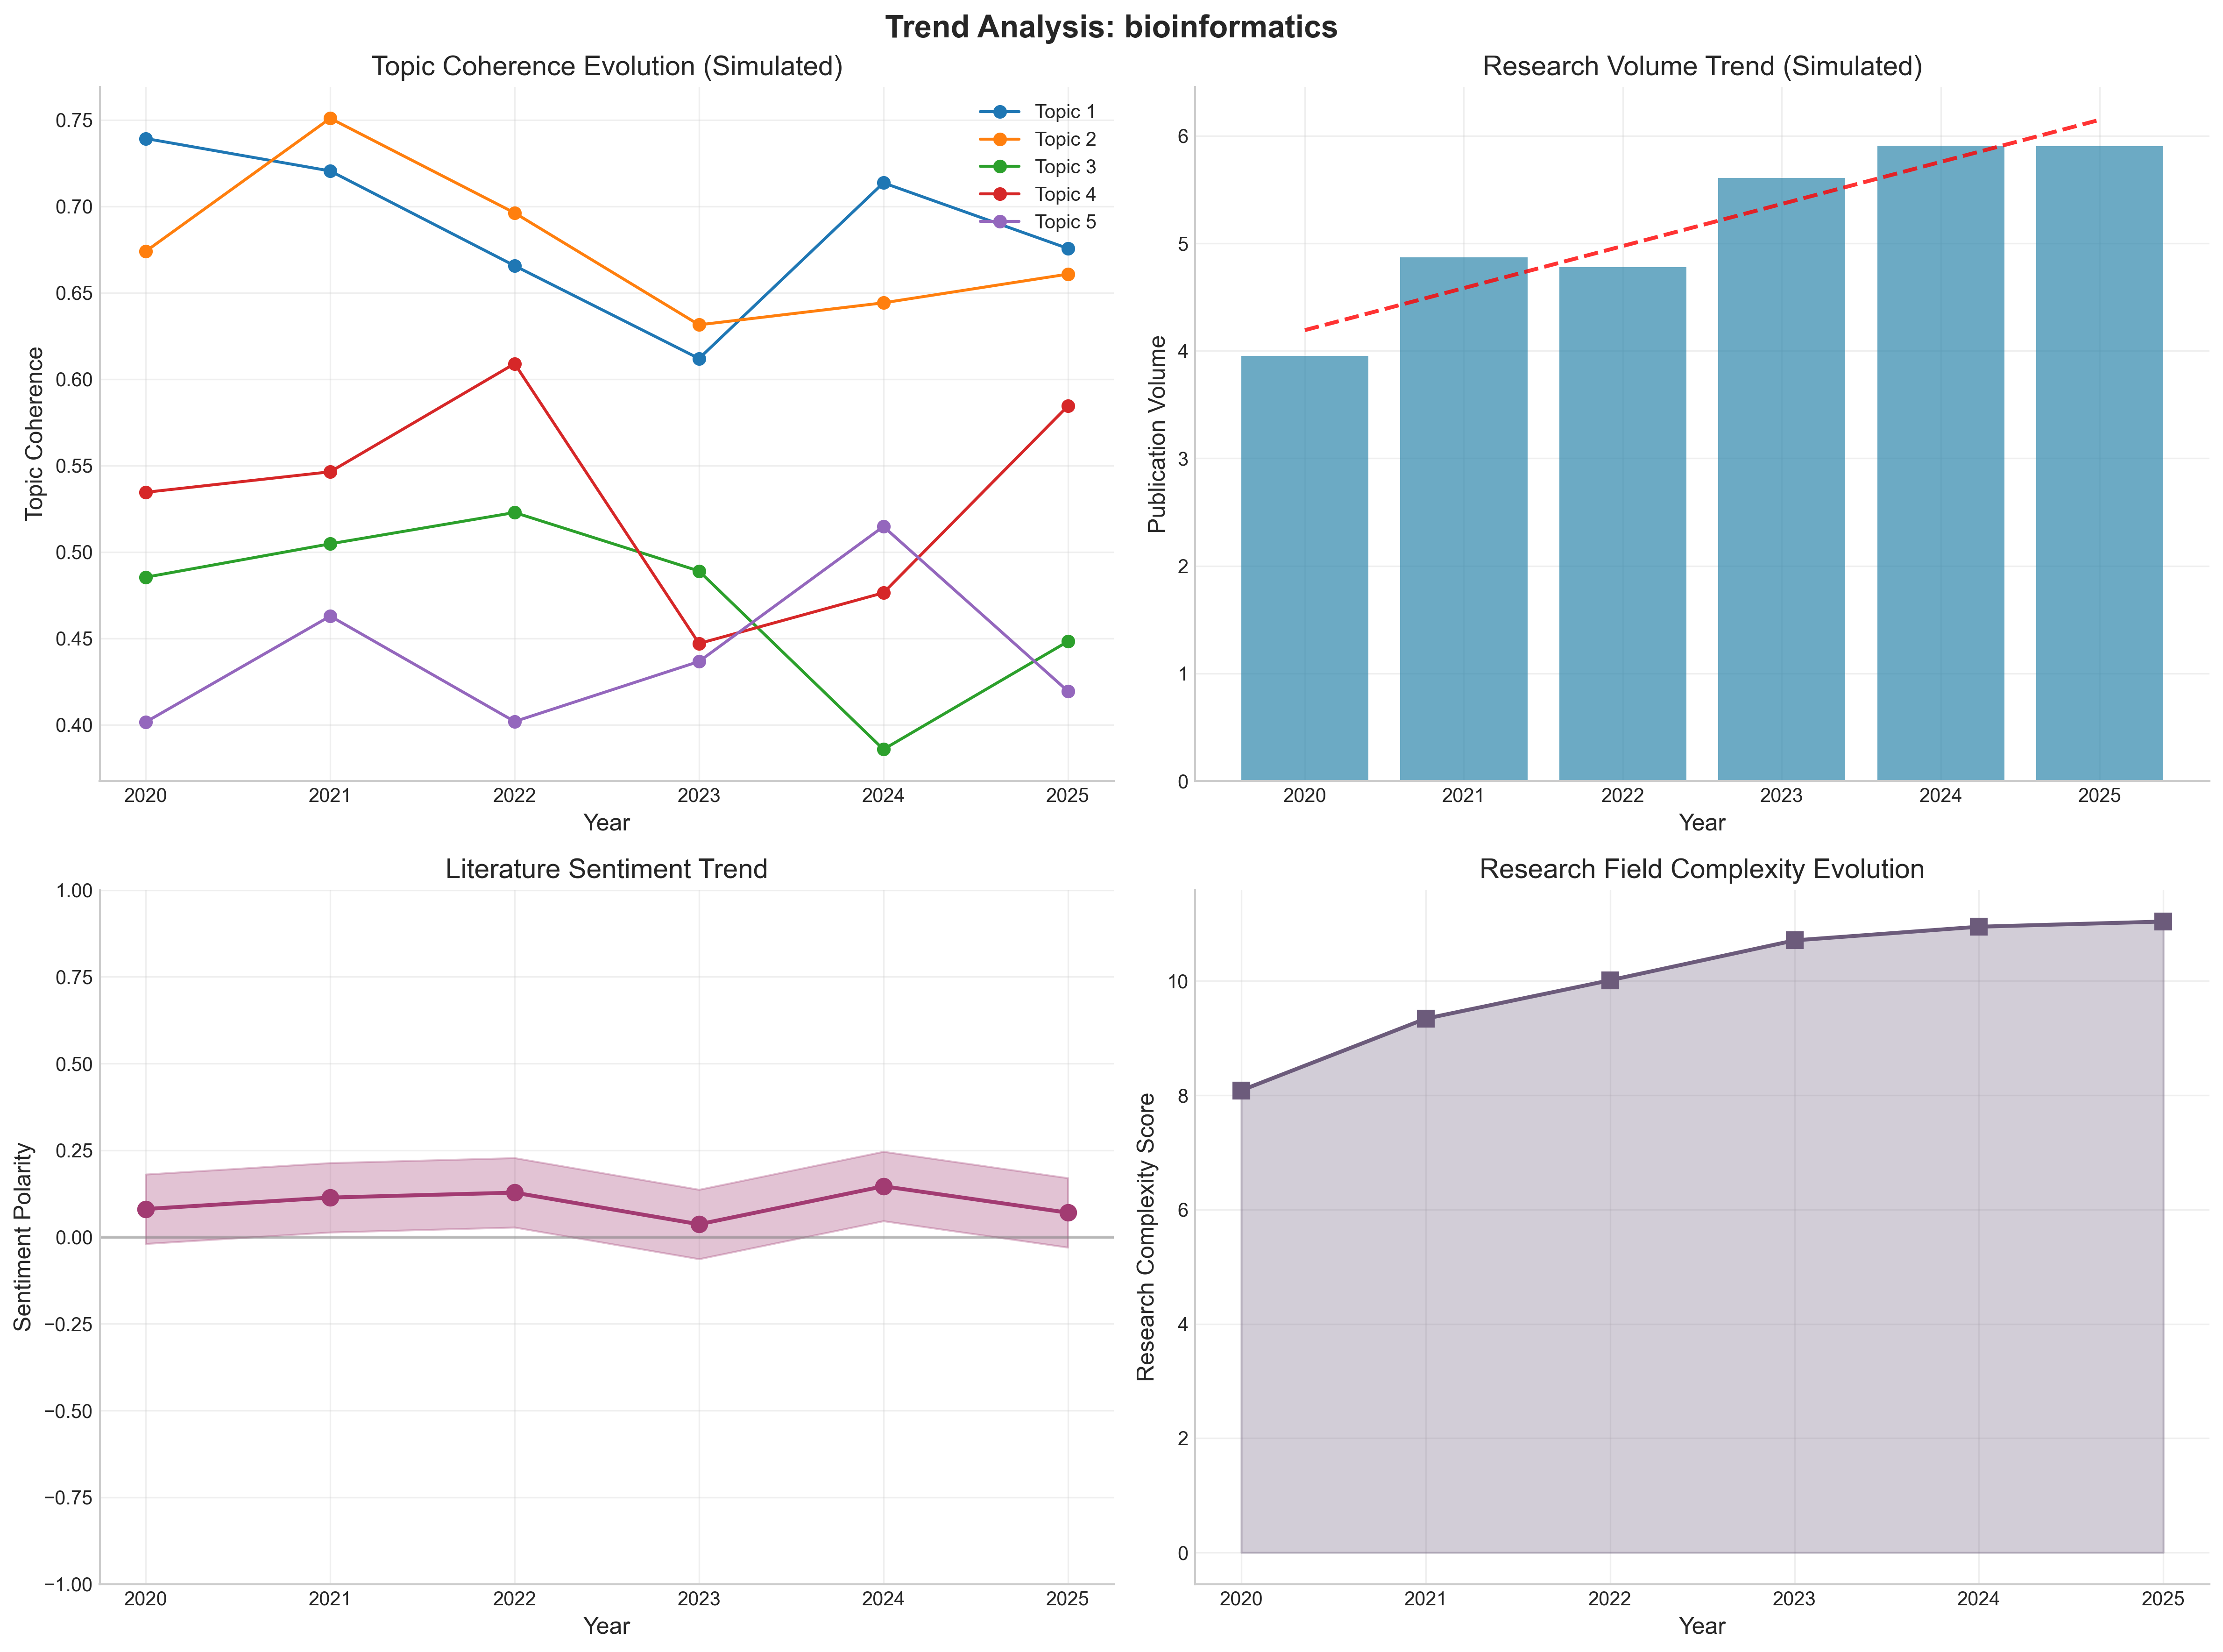 Trend Analysis: bioinformatics
Topic Coherence Evolution (Simulated)
Topic Coherence
0.75
0.70
0.65
0.60
0.55
0.50
0.45
0.40
Topic 1
Topic 2
Topic 3
Topic 4
Topic 5
2020 2021 2022 2023 2024 2025
Year
Research Volume Trend (Simulated)
Publication Volume
6
5
4
3
2
1
0
2020 2021 2022 2023 2024 2025
Year
Literature Sentiment Trend
Sentiment Polarity
1.00
0.75
0.50
0.25
0.00
−0.25
−0.50
−0.75
−1.00
2020 2021 2022 2023 2024 2025
Year
Research Field Complexity Evolution
Research Complexity Score
10
8
6
4
2
0
2020 2021 2022 2023 2024 2025
Year